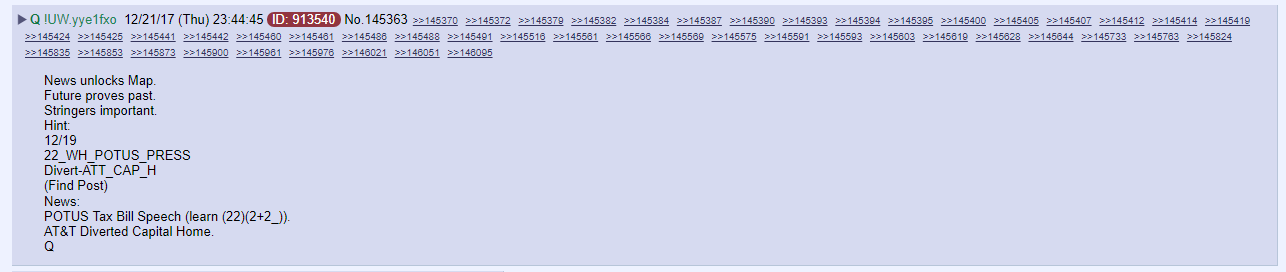 ▶ Q !UW.yye1fxo 12/21/17 (Thu) 23:44:45 ID: 913540 No.145363 >>145370 >>145372 >>145379 >>145382 >>145384 >>145387 >>145390 >>145393 >>145394 >>145395 >>145400 >>145405 >>145407 >>145412 >>145414 >>145419
>>145424 >>145425 >>145441 >>145442 >>145460 >>145461 >>145486 >>145488 >>145491 >>145516 >>145561 >>145566 >>145569 >>145575 >>145591 >>145593 >>145603 >>145619 >>145628 >>145644 >>145733 >>145763 >>145824
>>145835 >>145853 >>145873 >>145900 >>145961 >>145976 >>146021 >>146051 >>146095
News unlocks Map.
Future proves past.
Stringers important.
Hint:
12/19
22_WH_POTUS_PRESS
Divert-ATT_CAP_H
(Find Post)
News:
POTUS Tax Bill Speech (learn (22)(2+2_)).
AT&T Diverted Capital Home.
Q